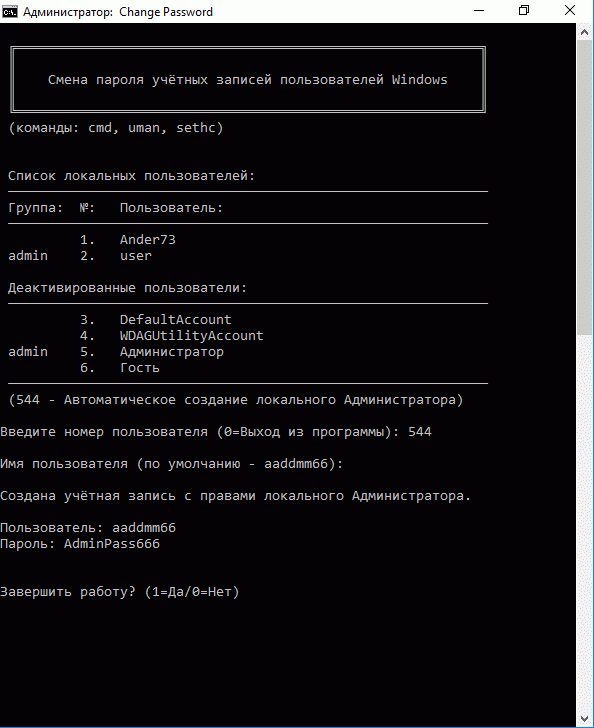 Администратор: Change Password
Смена пароля учётных записей пользователей Windows
(команды: cmd, uman, sethc)
Список локальных пользователей:
Группа: №: Пользователь:
1. Ander73
admin 2. user
Деактивированные пользователи:
3. DefaultAccount
4. WDAGUtilityAccount
admin 5. Администратор
6. Гость
(544 - Автоматическое создание локального Администратора)
Введите номер пользователя (0=Выход из программы): 544
Имя пользователя (по умолчанию - aaddmm66):
Создана учётная запись с правами локального Администратора.
Пользователь: aaddmm66
Пароль: AdminPass666
Завершить работу? (1=Да/0=Нет)